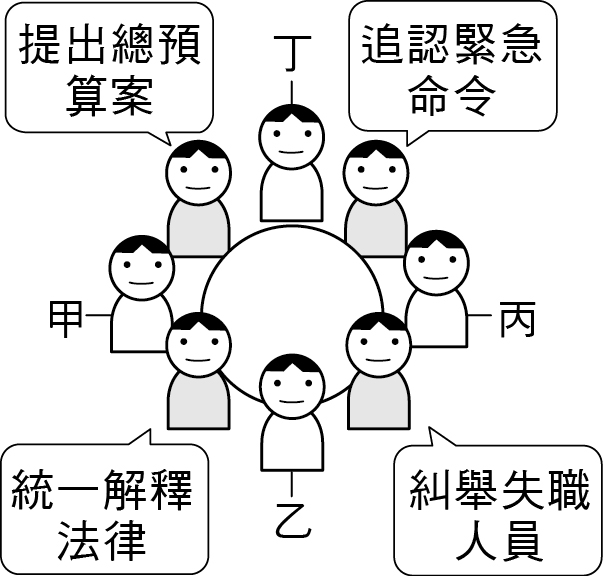 提出總預
算案
丁
追認緊急
命令
甲
丙
統一解釋
法律
乙
糾舉失職
人員